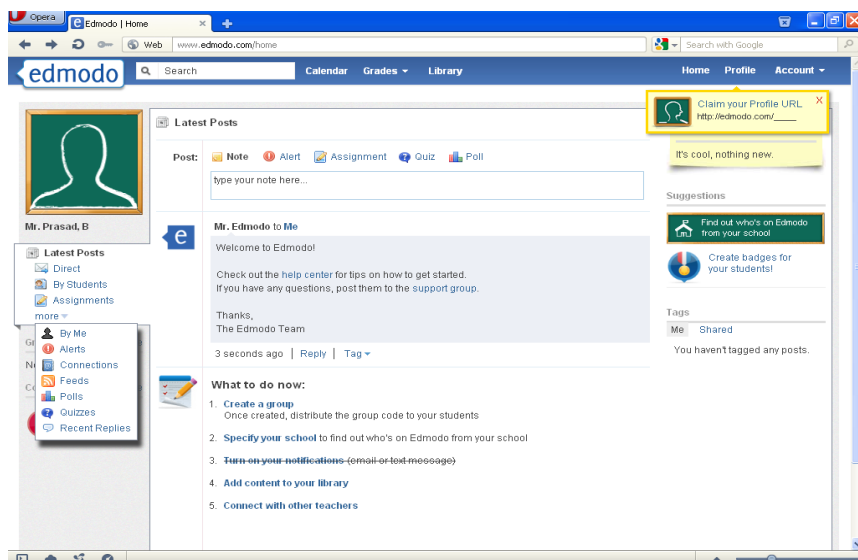 Opera
Edmodo | Home
Web www.edmodo.com/home
Search with Google
edmodo
Search
Calendar Grades Library
Home Profile Account
Claim your Profile URL X
http://edmodo.com/____
It's cool, nothing new.
Latest Posts
Post: Note Alert Assignment Quiz Poll
type your note here...
Mr. Prasad, B
Latest Posts
Direct
By Students
Assignments
more
By Me
Alerts
Connections
Feeds
Polls
Quizzes
Recent Replies
e
Mr. Edmodo to Me
Welcome to Edmodo!
Check out the help center for tips on how to get started.
If you have any questions, post them to the support group.
Thanks,
The Edmodo Team
3 seconds ago | Reply | Tag
What to do now:
1. Create a group
Once created, distribute the group code to your students
2. Specify your school to find out who's on Edmodo from your school
3. Turn on your notifications (email or text message)
4. Add content to your library
5. Connect with other teachers
Suggestions
Find out who's on Edmodo
from your school
Create badges for
your students!
Tags
Me Shared
You haven't tagged any posts.